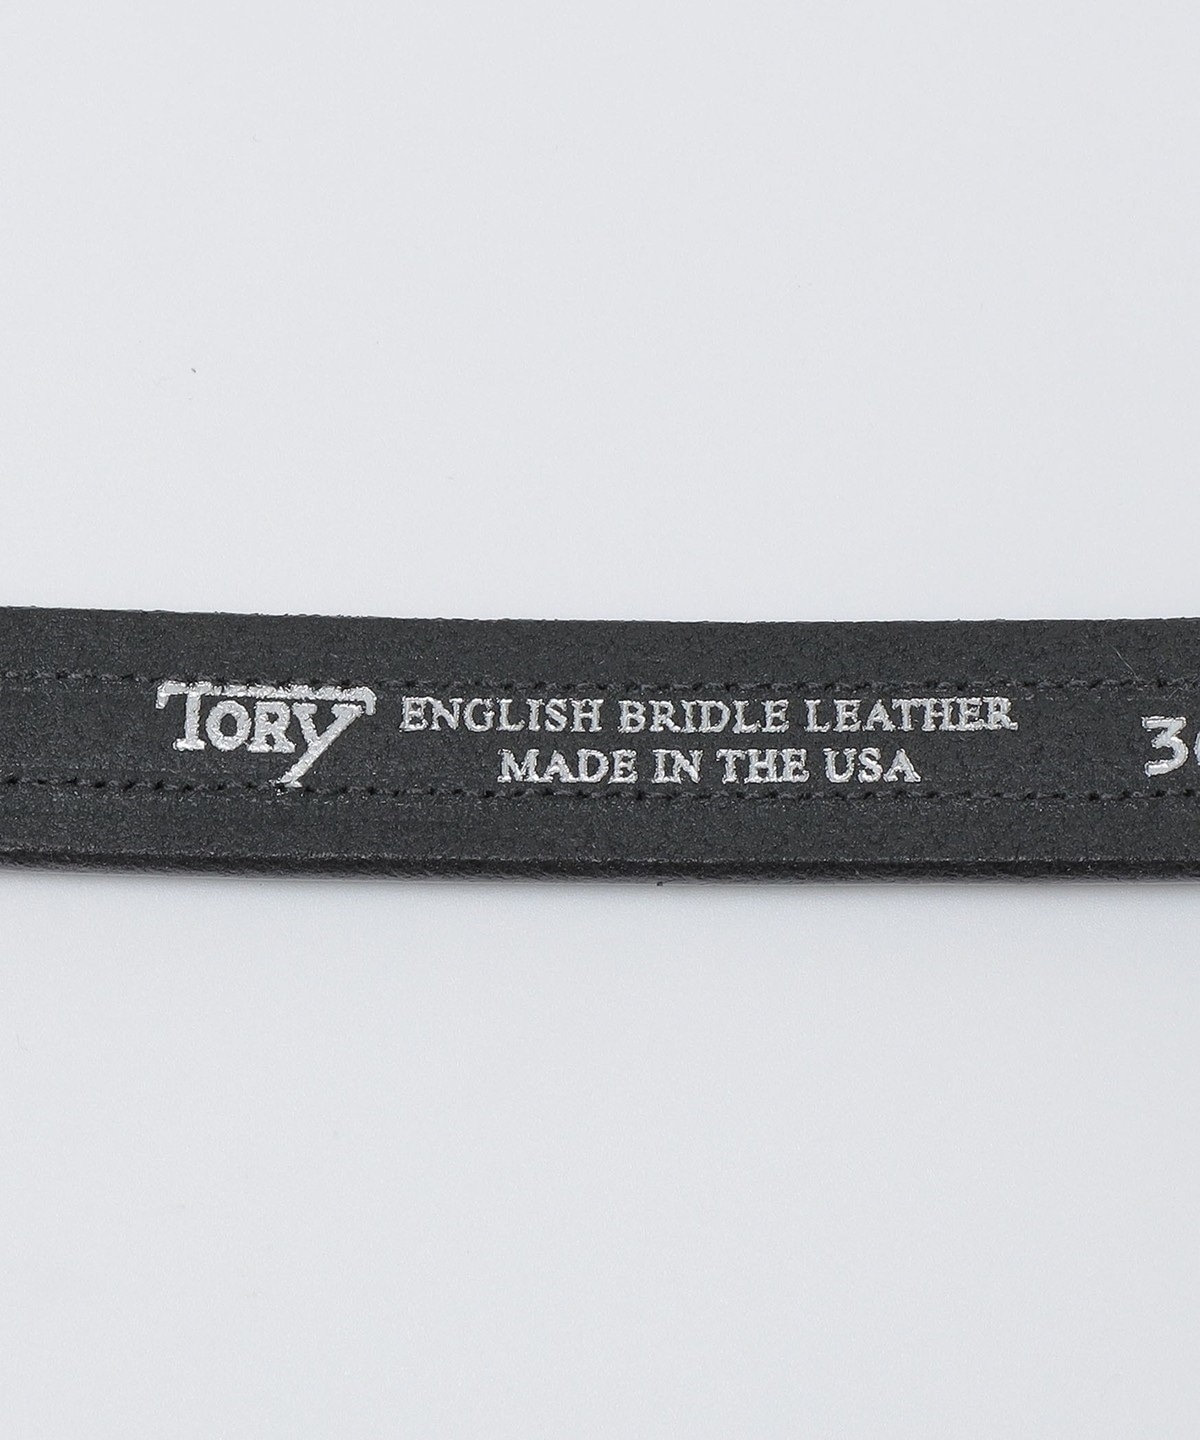 TORY ENGLISH BRIDLE LEATHER
MADE IN THE USA